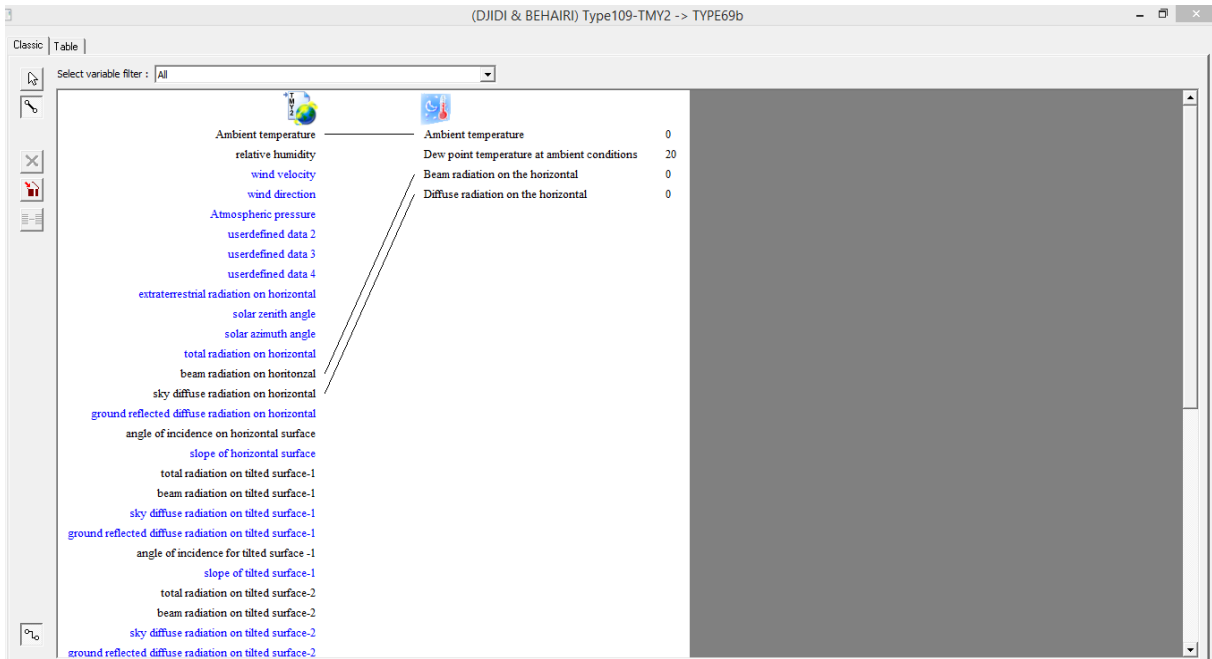 (DJIDI & BEHAIRI) Type109-TMY2 -> TYPE69b
Classic Table
Select variable filter : All
TMY2
Ambient temperature Ambient temperature 0
relative humidity Dew point temperature at ambient conditions 20
wind velocity Beam radiation on the horizontal 0
wind direction Diffuse radiation on the horizontal 0
Atmospheric pressure
userdefined data 2
userdefined data 3
userdefined data 4
extraterrestrial radiation on horizontal
solar zenith angle
solar azimuth angle
total radiation on horizontal
beam radiation on horitonzal
sky diffuse radiation on horizontal
ground reflected diffuse radiation on horizontal
angle of incidence on horizontal surface
slope of horizontal surface
total radiation on tilted surface-1
beam radiation on tilted surface-1
sky diffuse radiation on tilted surface-1
ground reflected diffuse radiation on tilted surface-1
angle of incidence for tilted surface -1
slope of tilted surface-1
total radiation on tilted surface-2
beam radiation on tilted surface-2
sky diffuse radiation on tilted surface-2
ground reflected diffuse radiation on tilted surface-2